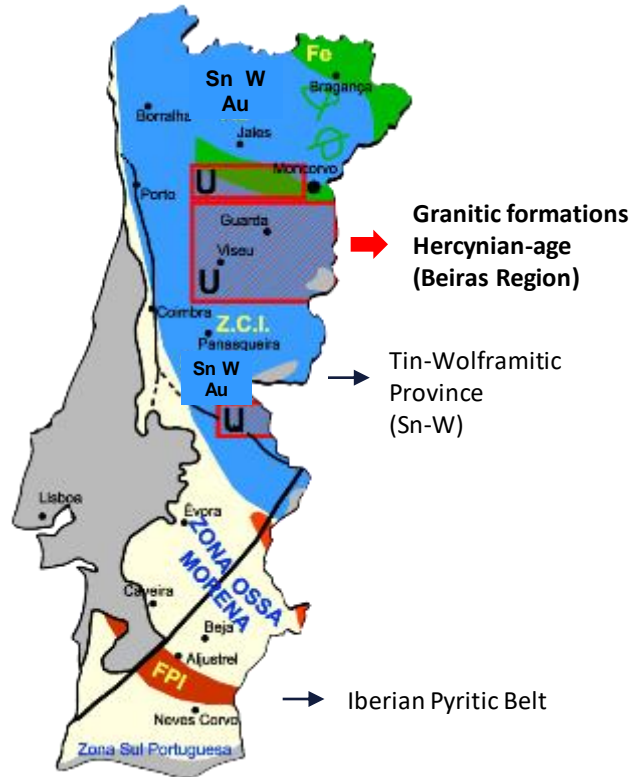 Fe
Sn W
Au
Bragança
Borralha
Jales
Moncorvo
U
Porto
Guarda
Viseu
U
Granitic formations
Hercynian-age
(Beiras Region)
Coimbra
Z.C.I.
Panasqueira
Sn W
Au
Tin-Wolframitic
Province
(Sn-W)
U
Lisboa
Évora
ZONA OSSA
MORENA
Caveira
Beja
Aljustrel
FPI
Neves Corvo
Iberian Pyritic Belt
Zona Sul Portuguesa